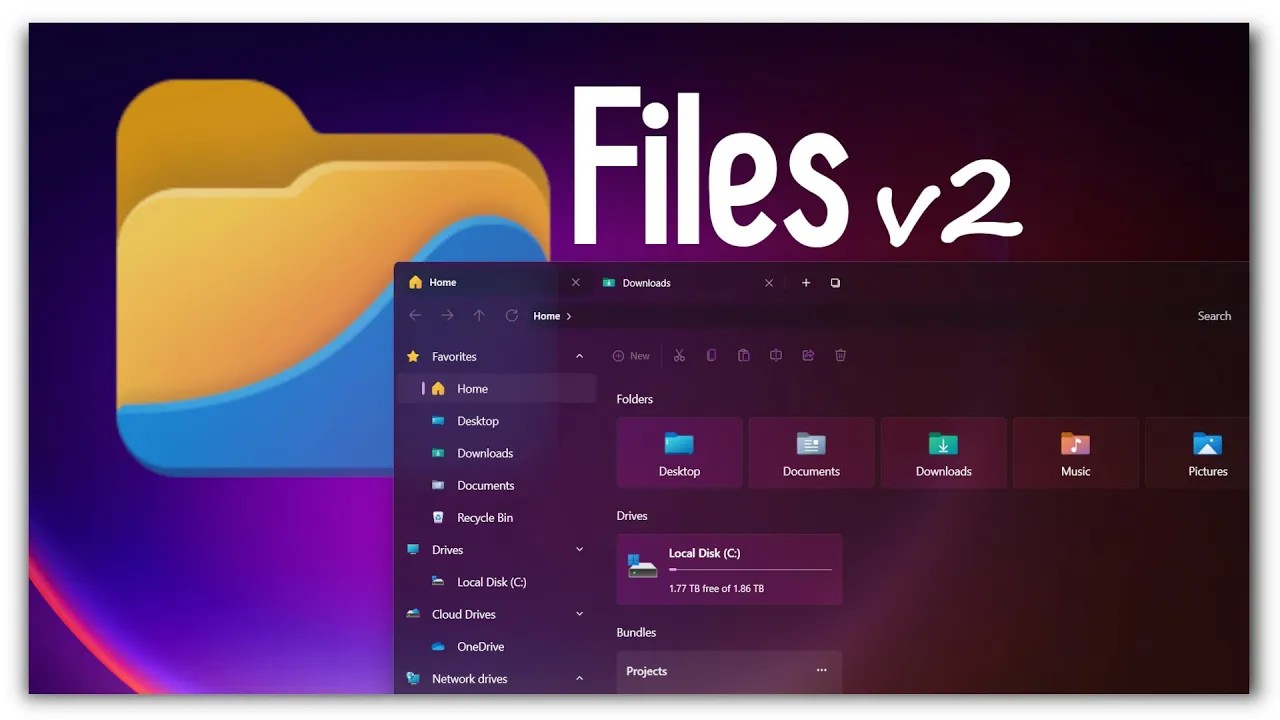 Files v2
Home
Downloads
Home
Search
Favorites
Home
Desktop
Downloads
Documents
Recycle Bin
Drives
Local Disk (C:)
Cloud Drives
OneDrive
Network drives
New
Folders
Desktop
Documents
Downloads
Music
Pictures
Drives
Local Disk (C:)
1.77 TB free of 1.86 TB
Bundles
Projects